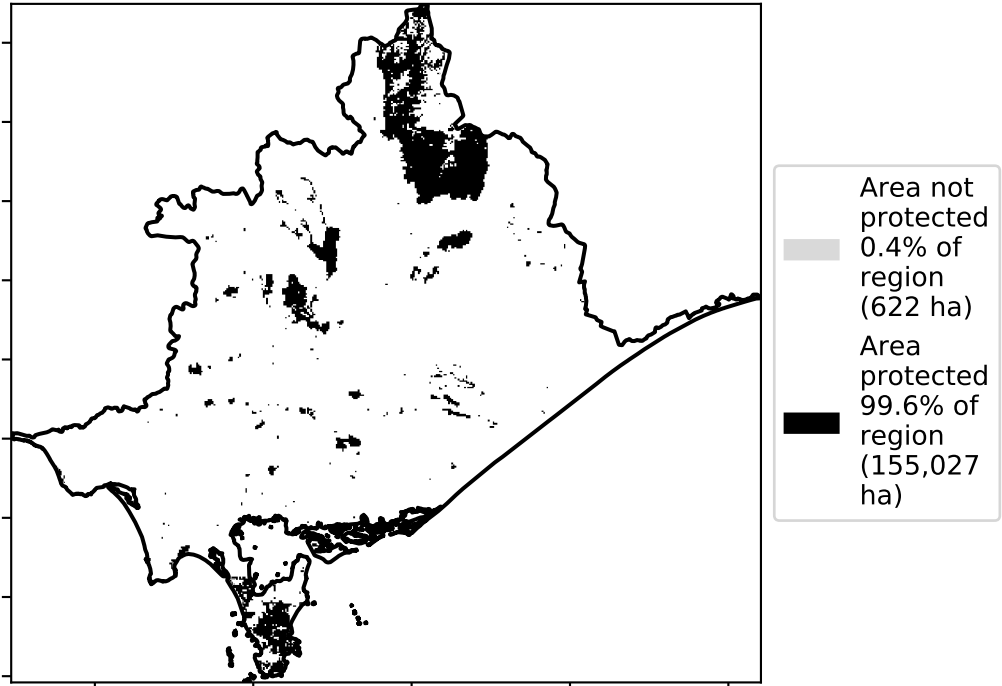 Area not
protected
0.4% of
region
(622 ha)
Area
protected
99.6% of
region
(155,027
ha)